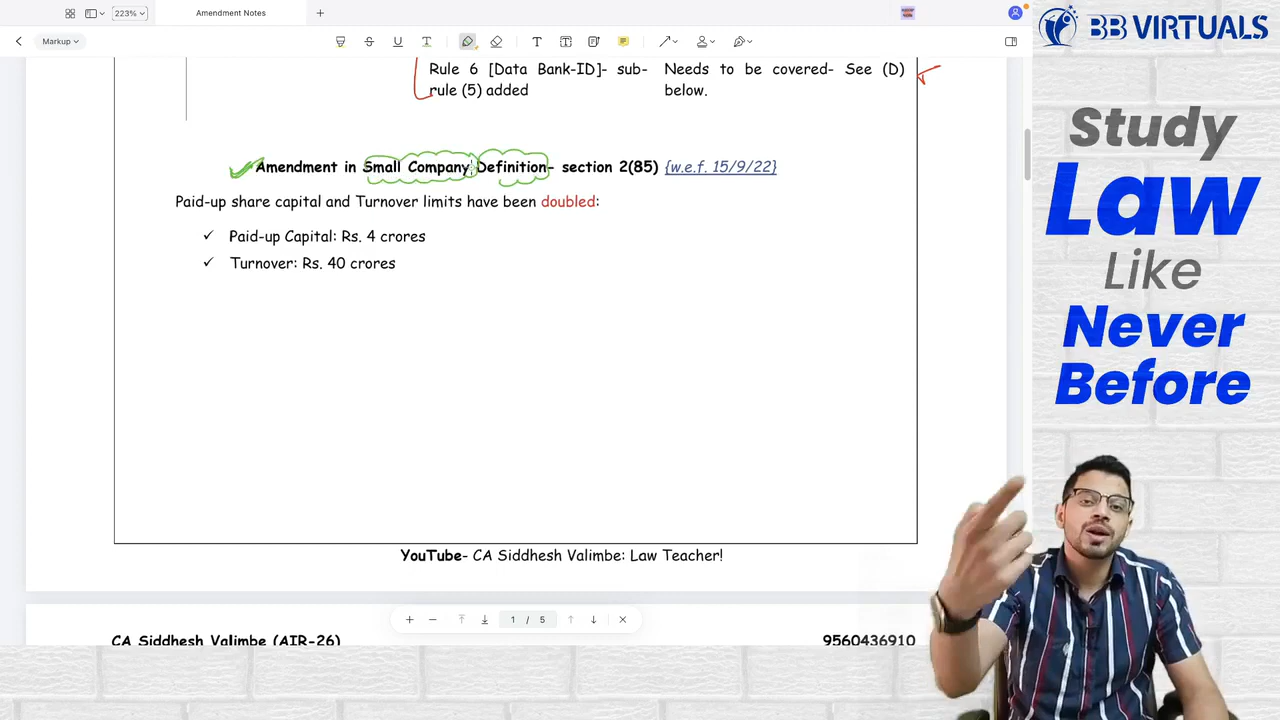 223%
Amendment Notes
Markup
BB VIRTUALS
Rule 6 [Data Bank-ID]- sub- Needs to be covered- See (D)
rule (5) added below.
Amendment in Small Company Definition- section 2(85) {w.e.f. 15/9/22}
Paid-up share capital and Turnover limits have been doubled:
✓ Paid-up Capital: Rs. 4 crores
✓ Turnover: Rs. 40 crores
YouTube- CA Siddhesh Valimbe: Law Teacher!
1 / 5
CA Siddhesh Valimbe (AIR-26) 9560436910
Study
Law
Like
Never
Before